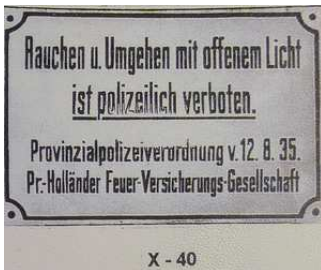 Rauchen u. Umgehen mit offenem Licht
ist polizeilich verboten.
Provinzialpolizeiverordnung v. 12. 8. 35.
Pr.-Holländer Feuer-Versicherungs-Gesellschaft
X - 40